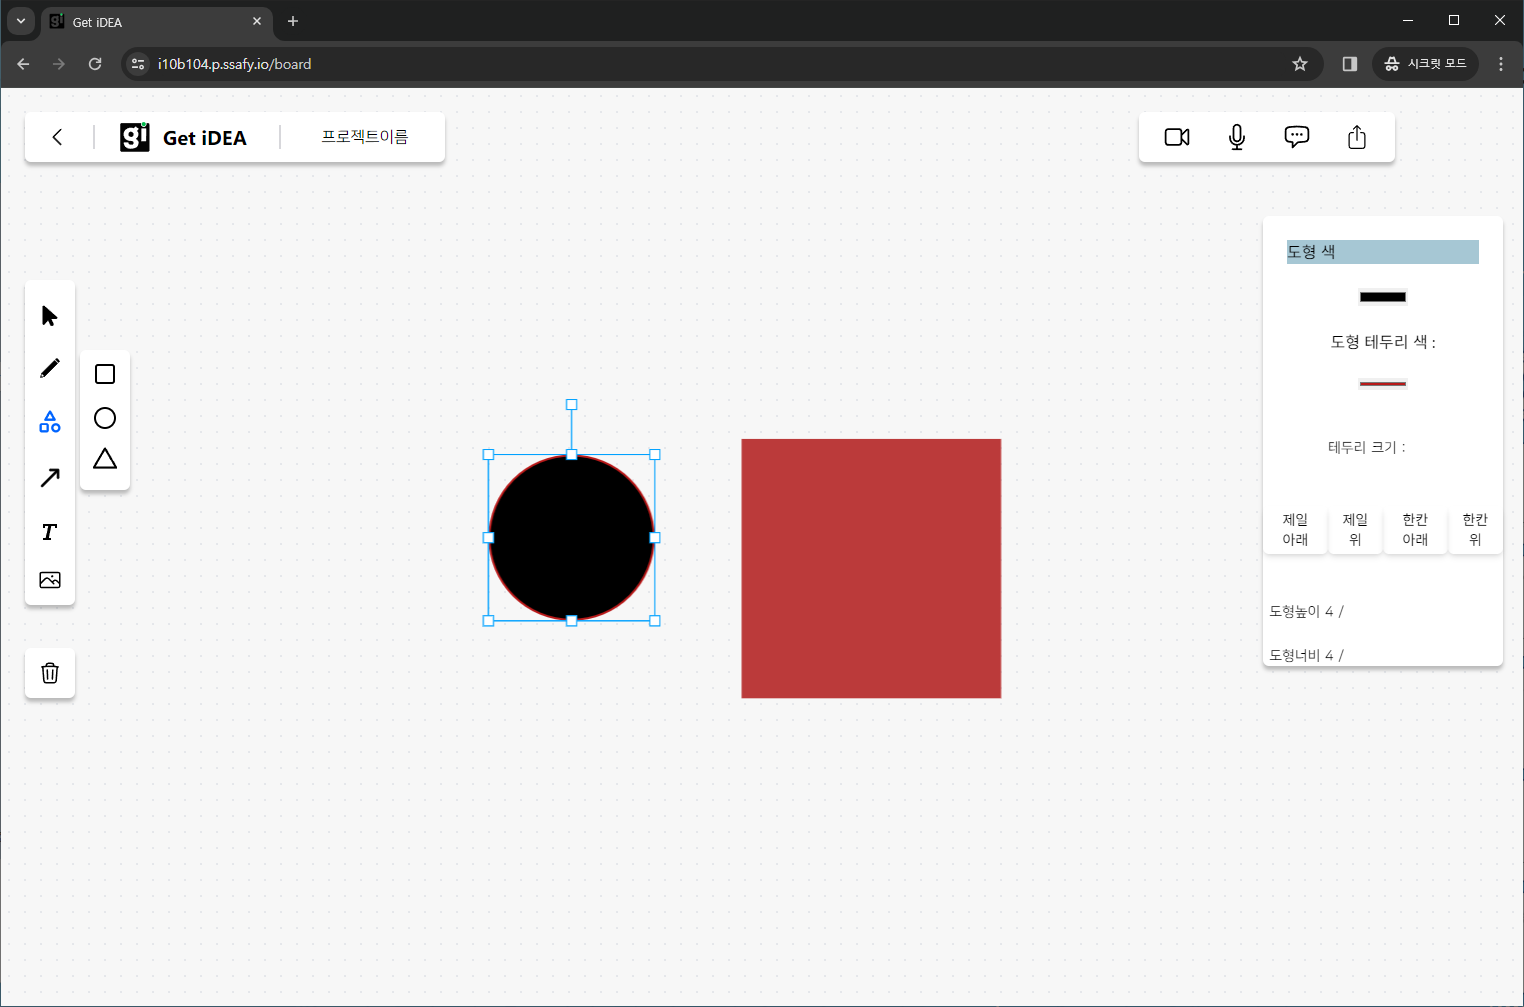 Get iDEA
i10b104.p.ssafy.io/board
시크릿 모드
gi Get iDEA
프로젝트이름
도형 색
도형 테두리 색 :
T
테두리 크기 :
제일 아래
제일 위
한칸 아래
한칸 위
도형높이 4 /
도형너비 4 /